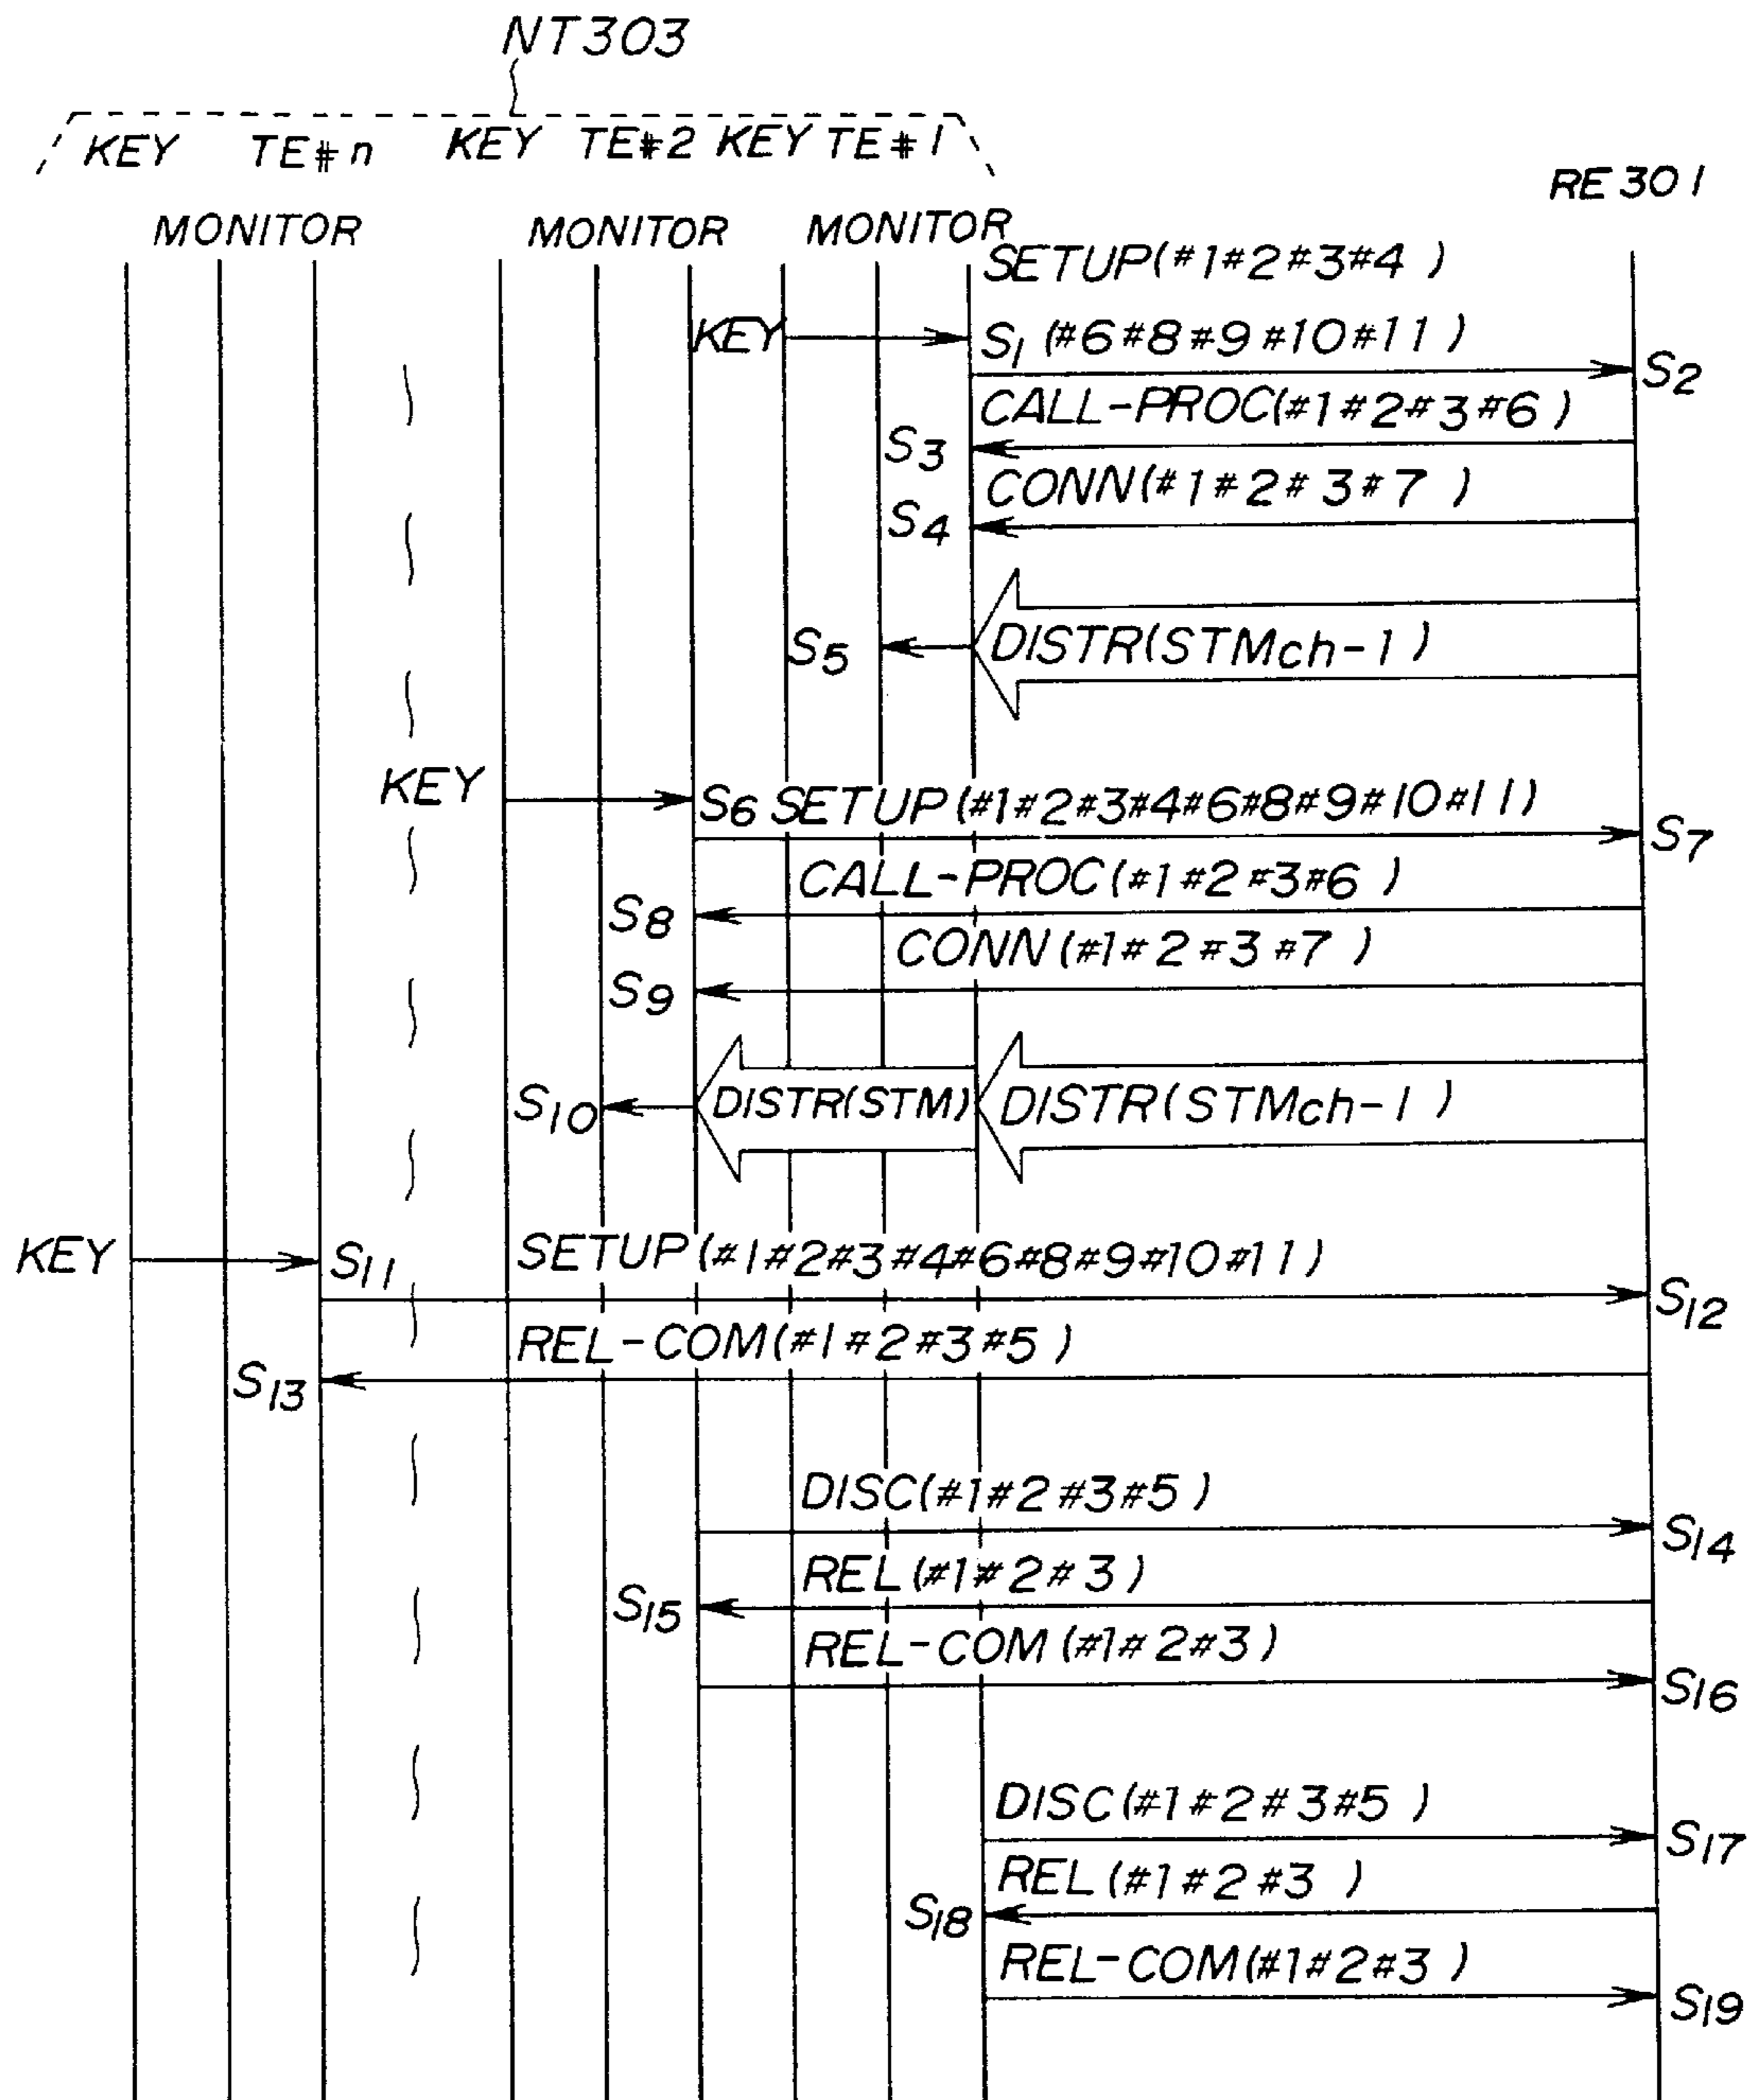 NT303
KEY TE#n KEY TE#2 KEY TE#1
RE301
MONITOR MONITOR MONITOR
SETUP(#1#2#3#4)
KEY S1 (#6#8#9#10#11)
S2
CALL-PROC(#1#2#3#6)
S3
CONN(#1#2#3#7)
S4
S5 DISTR(STMch-1)
KEY S6 SETUP(#1#2#3#4#6#8#9#10#11)
S7
CALL-PROC(#1#2#3#6)
S8
CONN(#1#2#3#7)
S9
S10 DISTR(STM) DISTR(STMch-1)
KEY S11 SETUP(#1#2#3#4#6#8#9#10#11)
S12
REL-COM(#1#2#3#5)
S13
DISC(#1#2#3#5)
S14
REL(#1#2#3)
S15
REL-COM(#1#2#3)
S16
DISC(#1#2#3#5)
S17
REL(#1#2#3)
S18
REL-COM(#1#2#3)
S19